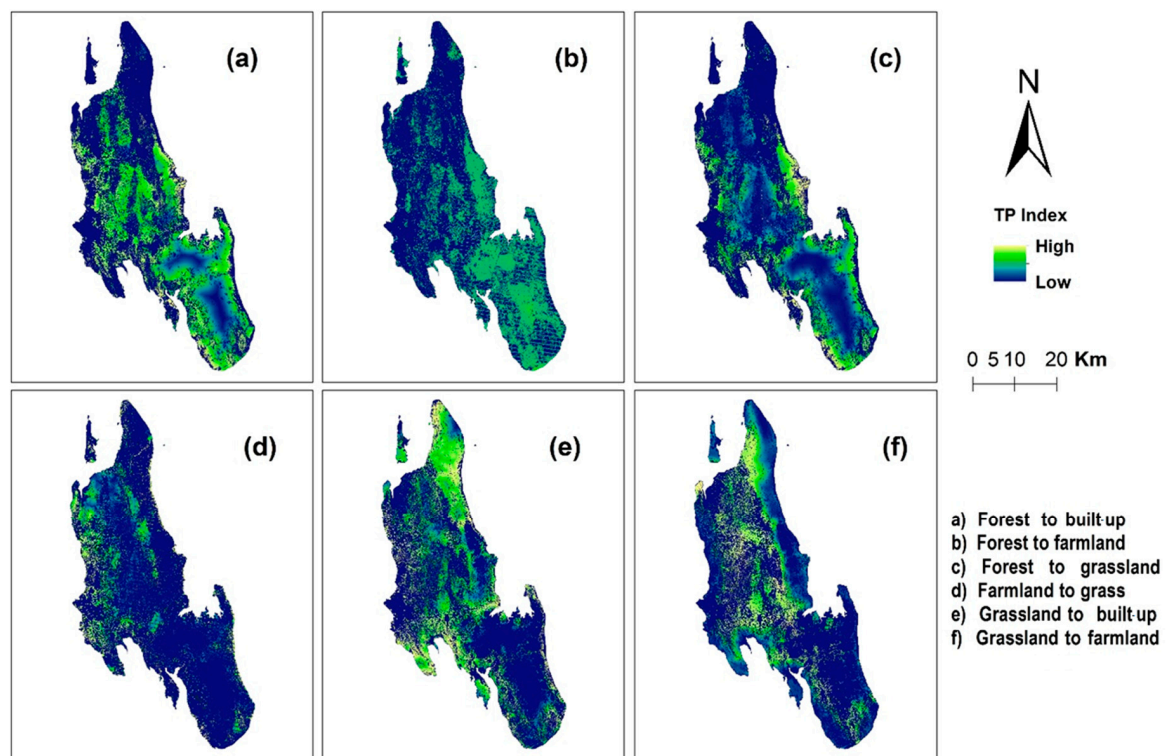 (a)
(b)
(c)
N
TP Index
High
Low
0 5 10 20 Km
(d)
(e)
(f)
a) Forest to built-up
b) Forest to farmland
c) Forest to grassland
d) Farmland to grass
e) Grassland to built-up
f) Grassland to farmland